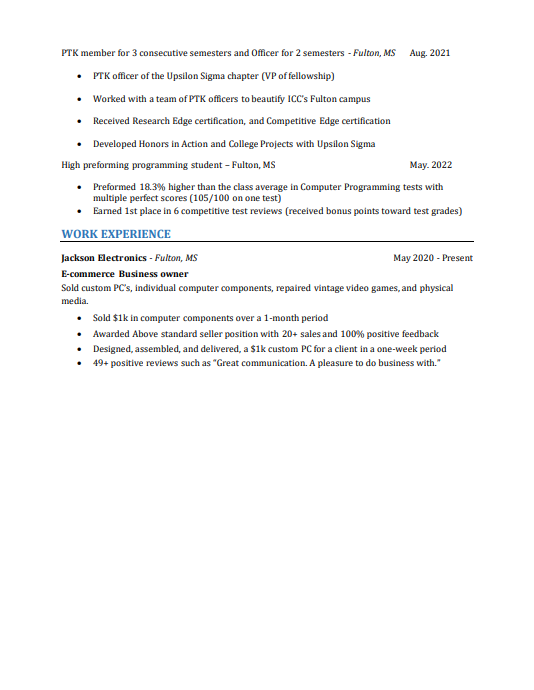 PTK member for 3 consecutive semesters and Officer for 2 semesters - Fulton, MS Aug. 2021
• PTK officer of the Upsilon Sigma chapter (VP of fellowship)
• Worked with a team of PTK officers to beautify ICC's Fulton campus
• Received Research Edge certification, and Competitive Edge certification
• Developed Honors in Action and College Projects with Upsilon Sigma
High preforming programming student – Fulton, MS May. 2022
• Preformed 18.3% higher than the class average in Computer Programming tests with
multiple perfect scores (105/100 on one test)
• Earned 1st place in 6 competitive test reviews (received bonus points toward test grades)
WORK EXPERIENCE
Jackson Electronics - Fulton, MS May 2020 - Present
E-commerce Business owner
Sold custom PC's, individual computer components, repaired vintage video games, and physical
media.
• Sold $1k in computer components over a 1-month period
• Awarded Above standard seller position with 20+ sales and 100% positive feedback
• Designed, assembled, and delivered, a $1k custom PC for a client in a one-week period
• 49+ positive reviews such as "Great communication. A pleasure to do business with."